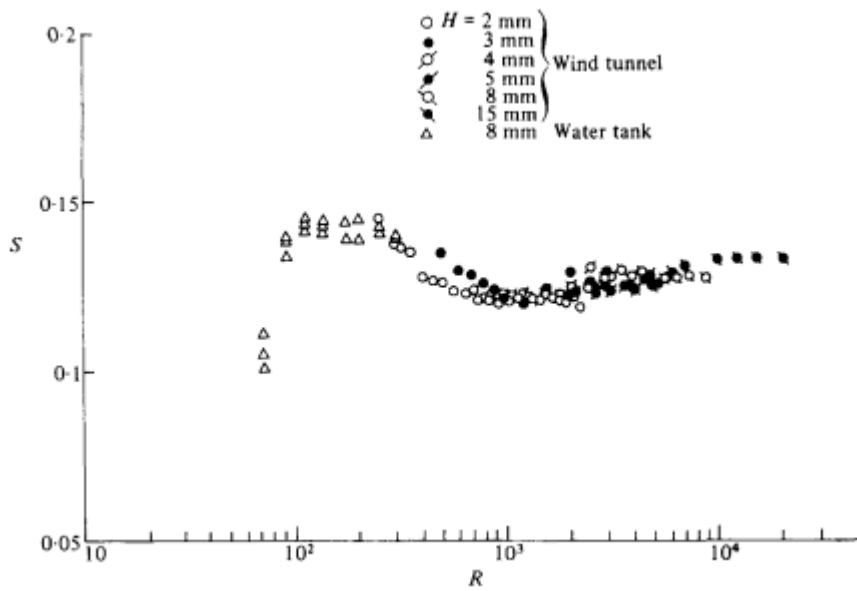 H = 2 mm
3 mm
4 mm
5 mm
8 mm
15 mm
Wind tunnel
8 mm Water tank
0·2
0·15
S
0·1
0·05
10
10²
10³
10⁴
R